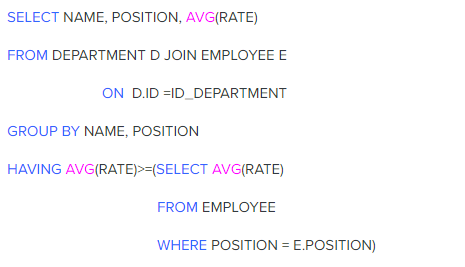 SELECT NAME, POSITION, AVG(RATE)
FROM DEPARTMENT D JOIN EMPLOYEE E
ON D.ID =ID_DEPARTMENT
GROUP BY NAME, POSITION
HAVING AVG(RATE)>=(SELECT AVG(RATE)
FROM EMPLOYEE
WHERE POSITION = E.POSITION)